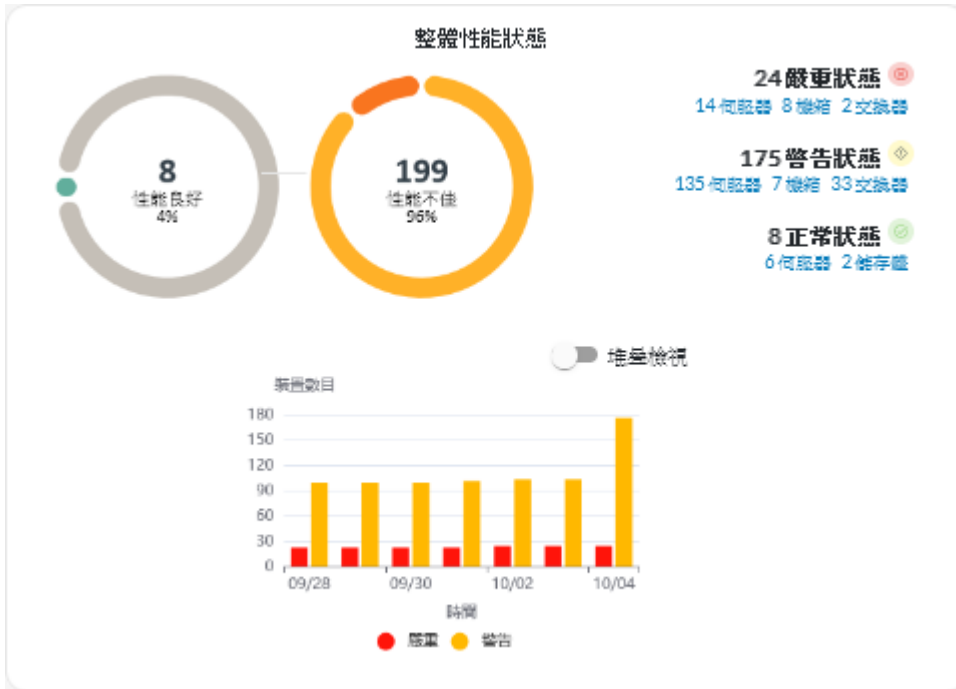 整體性能狀態
8
性能良好
4%
199
性能不佳
96%
24嚴重狀態
14伺服器 8機箱 2交換器
175警告狀態
135伺服器 7機箱 33交換器
8正常狀態
6伺服器 2儲存體
堆疊檢視
裝置數目
180
150
120
90
60
30
0
09/28 09/30 10/02 10/04
時間
嚴重 警告